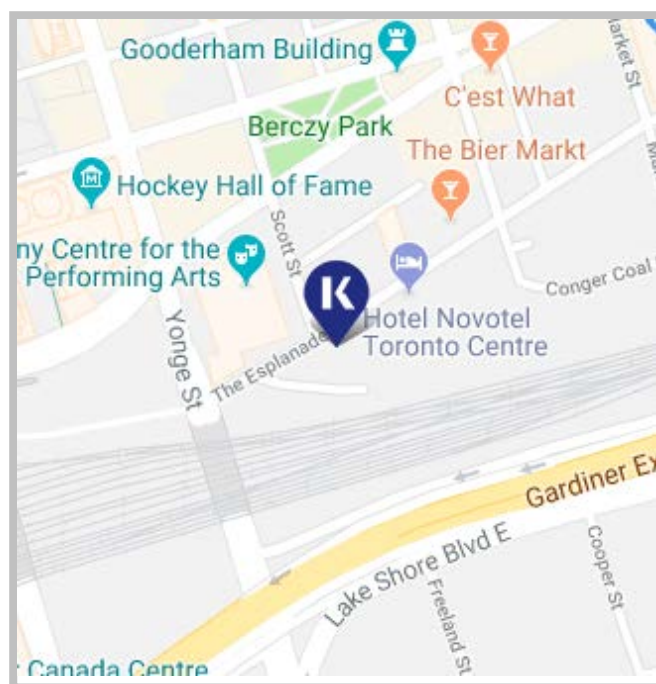 Gooderham Building
Market St
C'est What
Berczy Park
The Bier Markt
Hockey Hall of Fame
Scott St
ny Centre for the
Performing Arts
K
Conger Coal
Hotel Novotel
Toronto Centre
The Esplanade
Yonge St
Gardiner Ex
Lake Shore Blvd E
Cooper St
Freeland St
Canada Centre